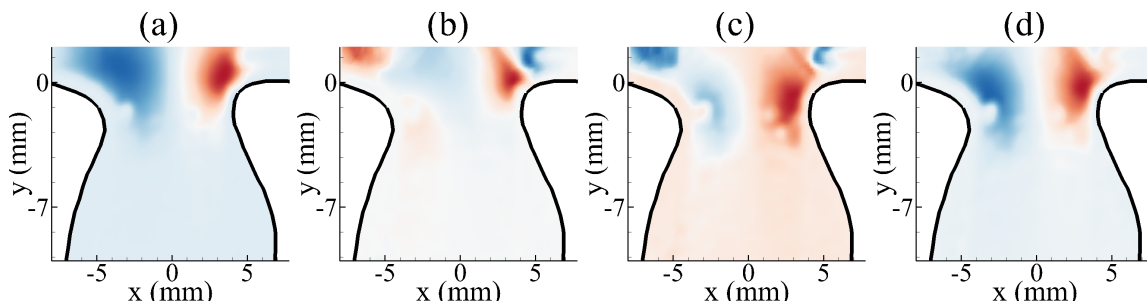 (a) (b) (c) (d)
0 0 0 0
y (mm) y (mm) y (mm) y (mm)
-7 -7 -7 -7
-5 0 5 -5 0 5 -5 0 5 -5 0 5
x (mm) x (mm) x (mm) x (mm)